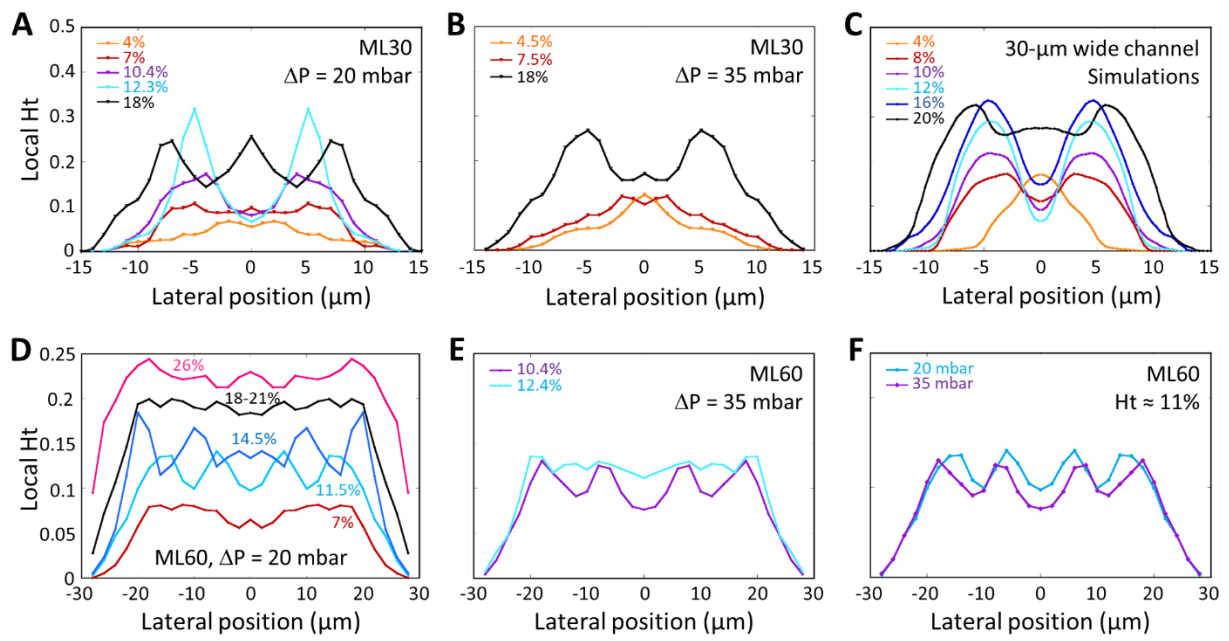 A
ML30
ΔP = 20 mbar
4%
7%
10.4%
12.3%
18%
0.5
0.4
0.3
0.2
0.1
0
Local Ht
-15 -10 -5 0 5 10 15
Lateral position (µm)
B
ML30
ΔP = 35 mbar
4.5%
7.5%
18%
-15 -10 -5 0 5 10 15
Lateral position (µm)
C
30-µm wide channel
Simulations
4%
8%
10%
12%
16%
20%
-15 -10 -5 0 5 10 15
Lateral position (µm)
D
0.25
0.2
0.15
0.1
0.05
0
Local Ht
26%
18-21%
14.5%
11.5%
7%
ML60, ΔP = 20 mbar
-30 -20 -10 0 10 20 30
Lateral position (µm)
E
10.4%
12.4%
ML60
ΔP = 35 mbar
-30 -20 -10 0 10 20 30
Lateral position (µm)
F
20 mbar
35 mbar
ML60
Ht ≈ 11%
-30 -20 -10 0 10 20 30
Lateral position (µm)